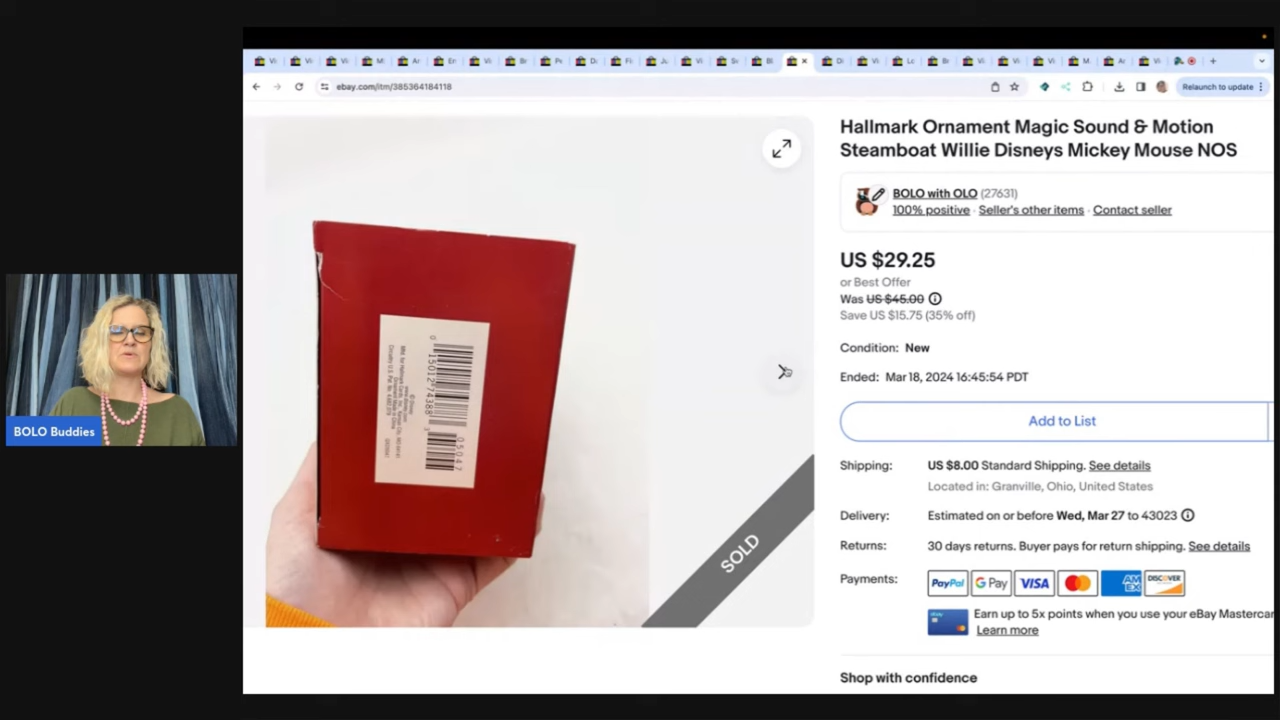 ebay.com/itm/385364184118
Relaunch to update
Hallmark Ornament Magic Sound & Motion
Steamboat Willie Disneys Mickey Mouse NOS
BOLO with OLO (27631)
100% positive · Seller's other items · Contact seller
US $29.25
or Best Offer
Was US $45.00
Save US $15.75 (35% off)
Condition: New
Ended: Mar 18, 2024 16:45:54 PDT
Add to List
Shipping: US $8.00 Standard Shipping. See details
Located in: Granville, Ohio, United States
Delivery: Estimated on or before Wed, Mar 27 to 43023
Returns: 30 days returns. Buyer pays for return shipping. See details
Payments: PayPal G Pay VISA AM EX DISCOVER
Earn up to 5x points when you use your eBay Mastercar
Learn more
Shop with confidence
SOLD
BOLO Buddies